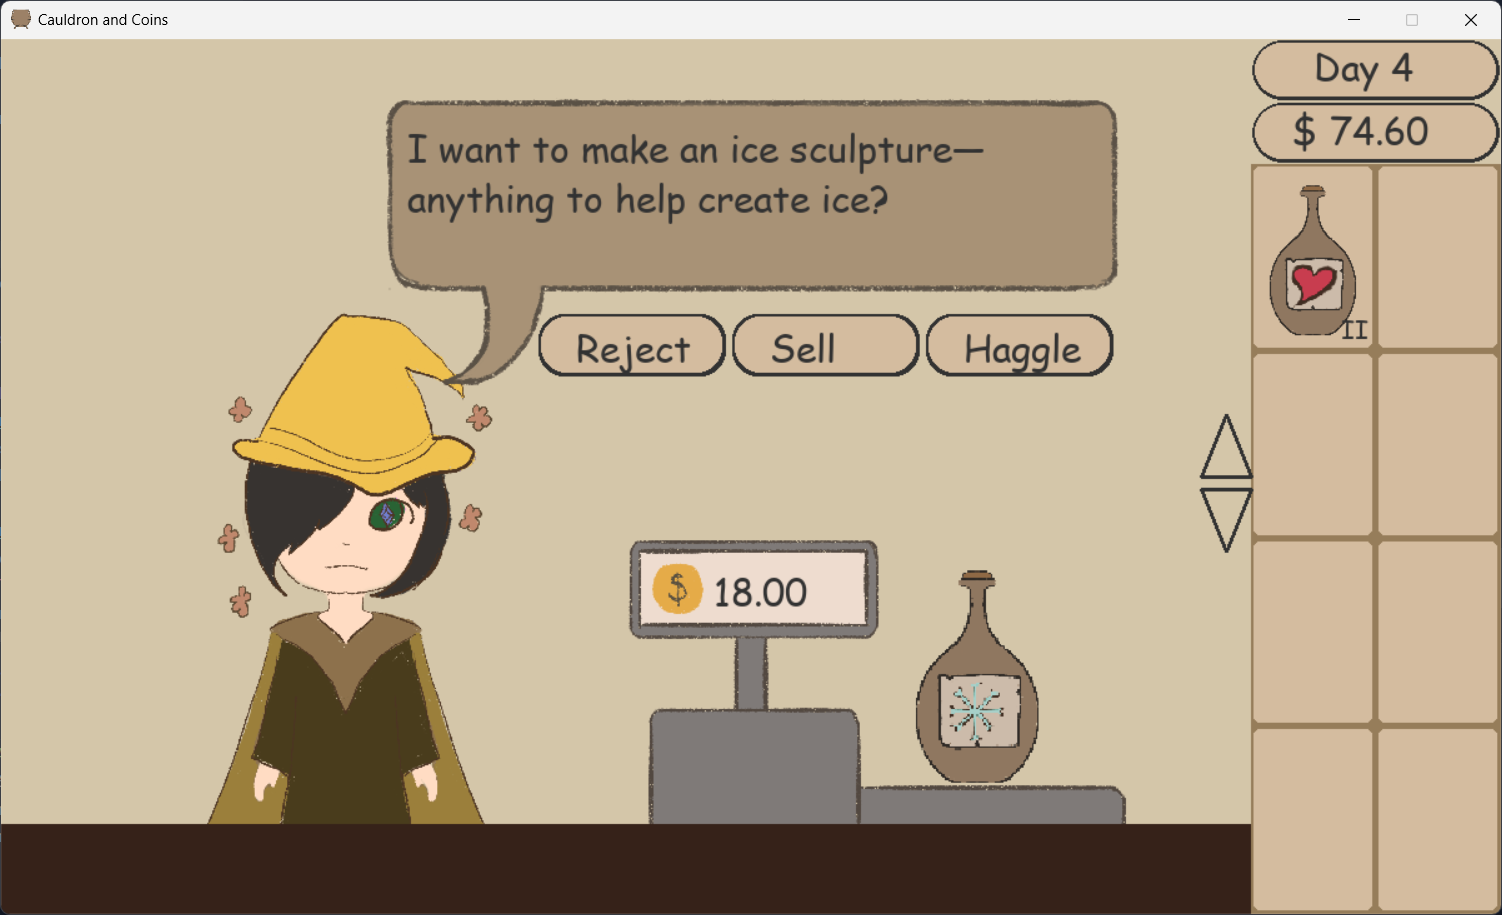 Cauldron and Coins
Day 4
$ 74.60
I want to make an ice sculpture—
anything to help create ice?
Reject
Sell
Haggle
II
$ 18.00